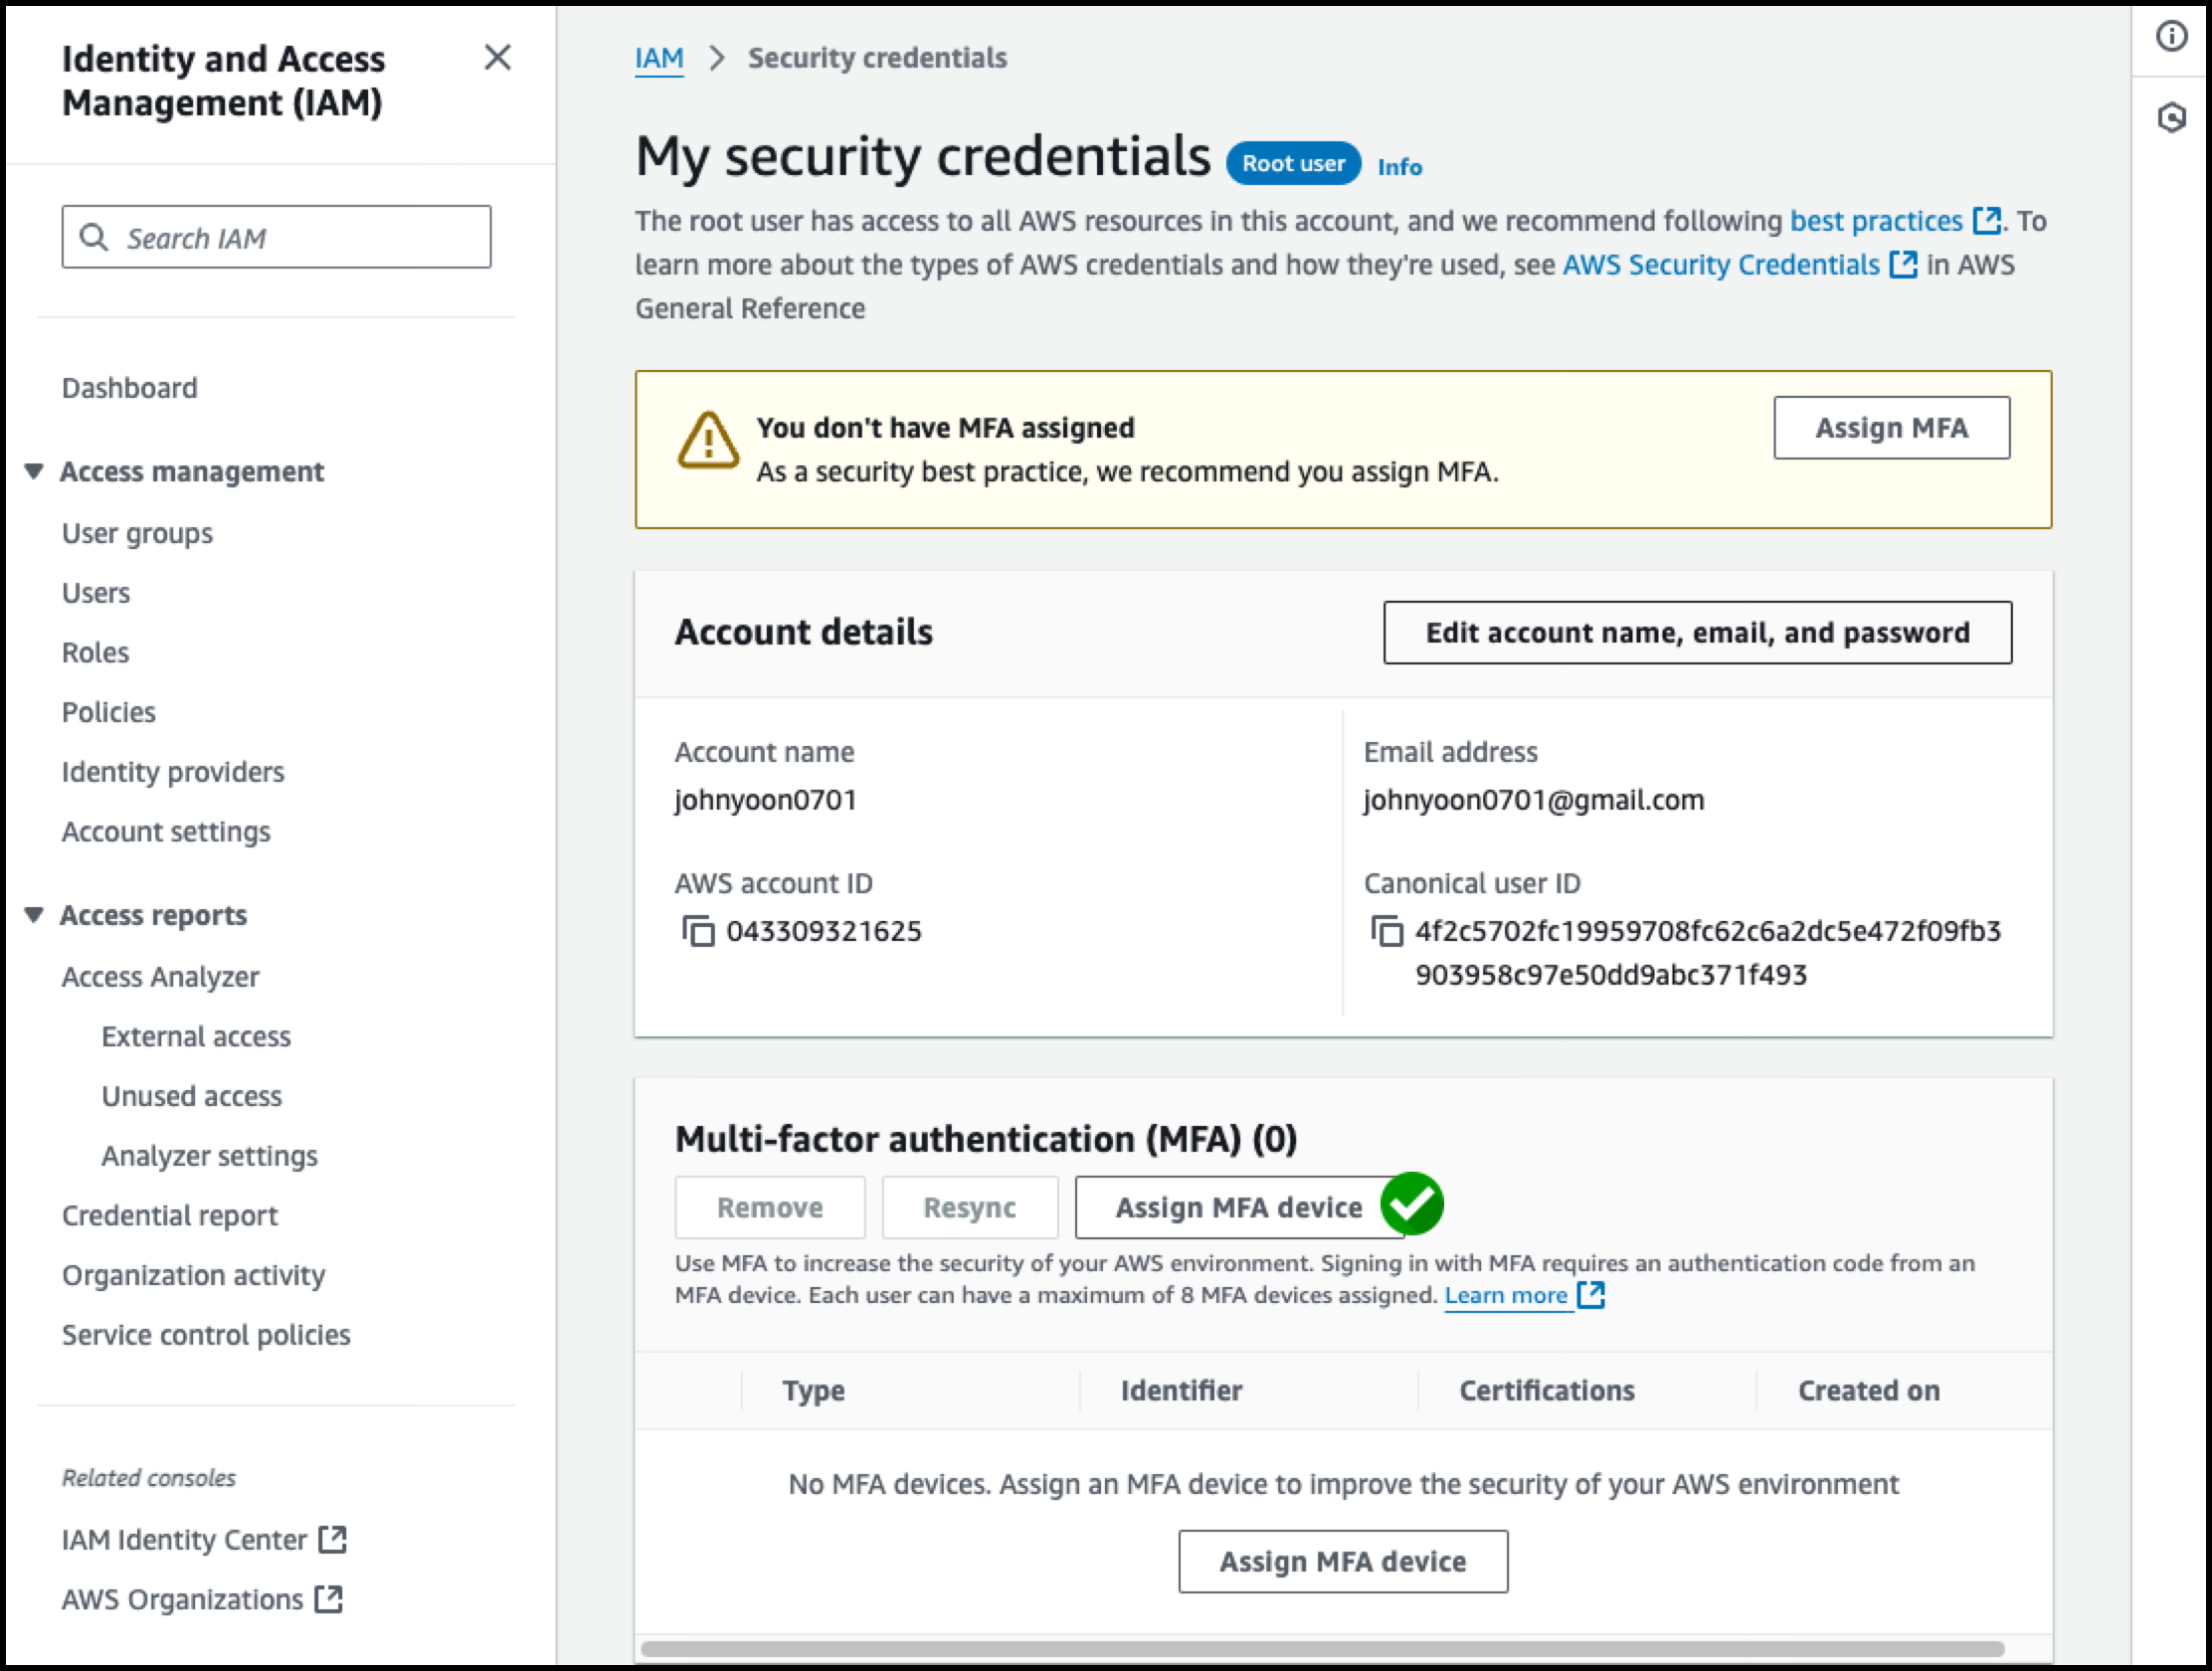 Identity and Access
Management (IAM)
Search IAM
Dashboard
Access management
User groups
Users
Roles
Policies
Identity providers
Account settings
Access reports
Access Analyzer
External access
Unused access
Analyzer settings
Credential report
Organization activity
Service control policies
Related consoles
IAM Identity Center
AWS Organizations
IAM > Security credentials
My security credentials Root user Info
The root user has access to all AWS resources in this account, and we recommend following best practices. To
learn more about the types of AWS credentials and how they're used, see AWS Security Credentials in AWS
General Reference
You don't have MFA assigned
As a security best practice, we recommend you assign MFA.
Assign MFA
Account details
Edit account name, email, and password
Account name
johnyoon0701
Email address
johnyoon0701@gmail.com
AWS account ID
043309321625
Canonical user ID
4f2c5702fc19959708fc62c6a2dc5e472f09fb3
903958c97e50dd9abc371f493
Multi-factor authentication (MFA) (0)
Remove Resync Assign MFA device
Use MFA to increase the security of your AWS environment. Signing in with MFA requires an authentication code from an
MFA device. Each user can have a maximum of 8 MFA devices assigned. Learn more
Type Identifier Certifications Created on
No MFA devices. Assign an MFA device to improve the security of your AWS environment
Assign MFA device